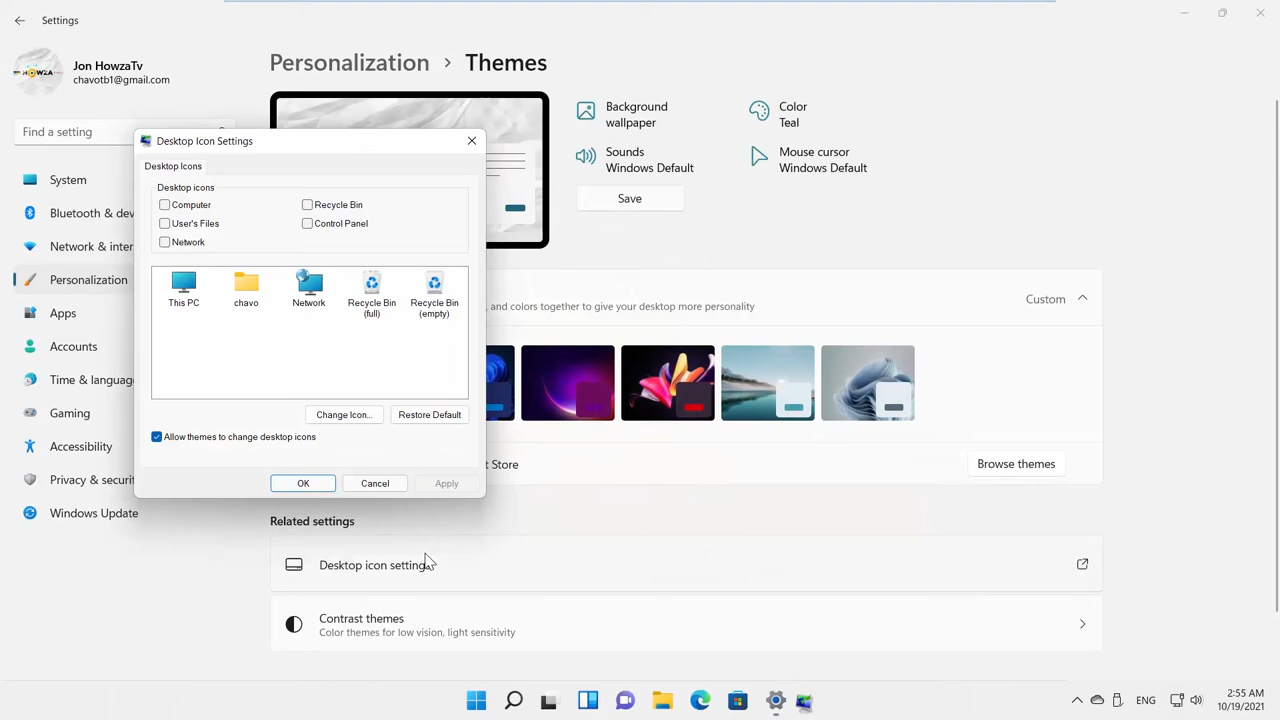 Settings
Jon HowzaTv
chavotb1@gmail.com
Find a setting
System
Bluetooth & dev
Network & inter
Personalization
Apps
Accounts
Time & languag
Gaming
Accessibility
Privacy & securi
Windows Update
Personalization > Themes
Background
wallpaper
Color
Teal
Sounds
Windows Default
Mouse cursor
Windows Default
Save
, and colors together to give your desktop more personality
Custom
t Store
Browse themes
Related settings
Desktop icon setting
Contrast themes
Color themes for low vision, light sensitivity
Desktop Icon Settings
Desktop Icons
Desktop icons
Computer
Recycle Bin
User's Files
Control Panel
Network
This PC
chavo
Network
Recycle Bin
(full)
Recycle Bin
(empty)
Change Icon...
Restore Default
Allow themes to change desktop icons
OK
Cancel
Apply
ENG
2:55 AM
10/19/2021